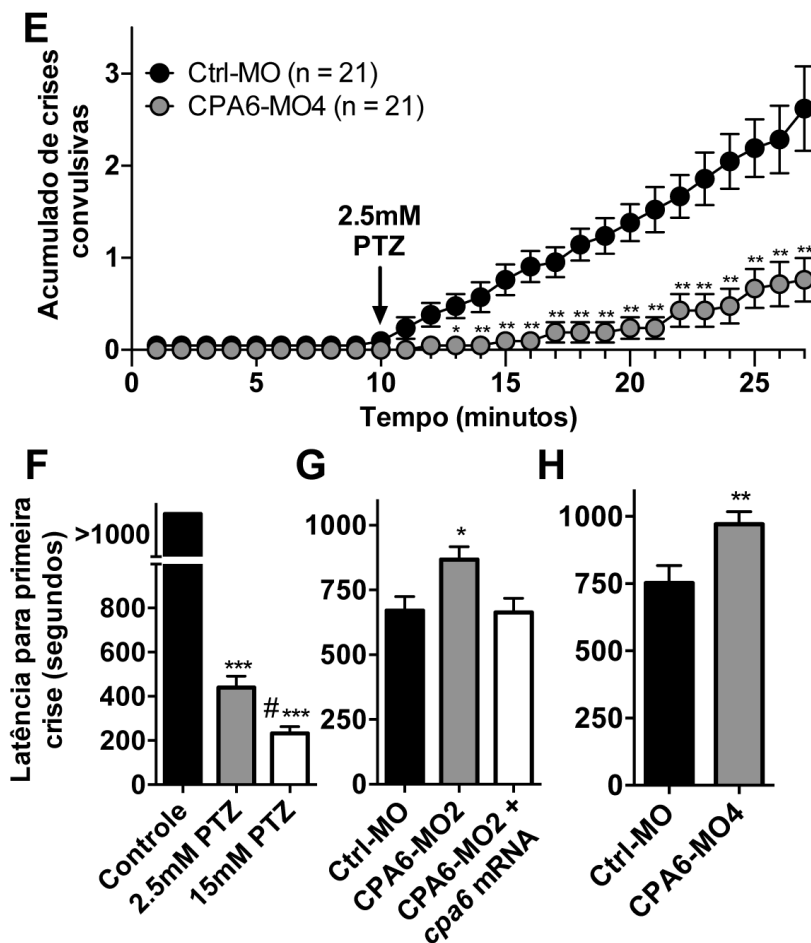 E
Acumulado de crises
convulsivas
3
2
1
0
Ctrl-MO (n = 21)
CPA6-MO4 (n = 21)
2.5mM
PTZ
* ** ** ** ** ** ** ** ** ** ** ** ** ** **
0 5 10 15 20 25
Tempo (minutos)
F
Latência para primeira
crise (segundos)
>1000
800
600
400
200
0
***
#***
Controle
2.5mM PTZ
15mM PTZ
G
1000
750
500
250
0
*
Ctrl-MO
CPA6-MO2
CPA6-MO2 +
cpa6 mRNA
H
1000
750
500
250
0
**
Ctrl-MO
CPA6-MO4